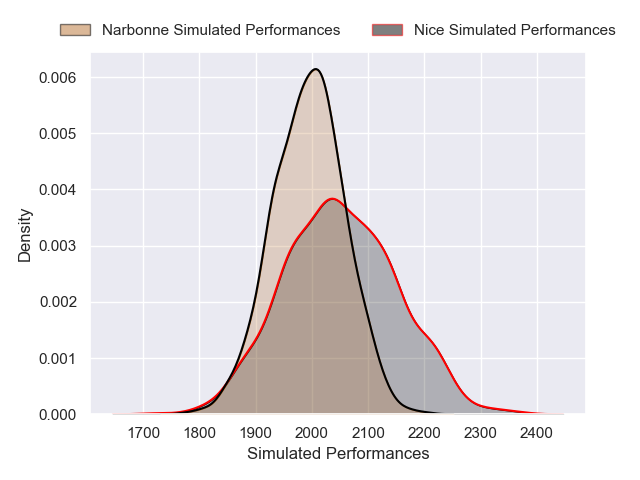 Narbonne Simulated Performances Nice Simulated Performances
0.006
0.005
0.004
0.003
0.002
0.001
0.000
Density
1700 1800 1900 2000 2100 2200 2300 2400
Simulated Performances